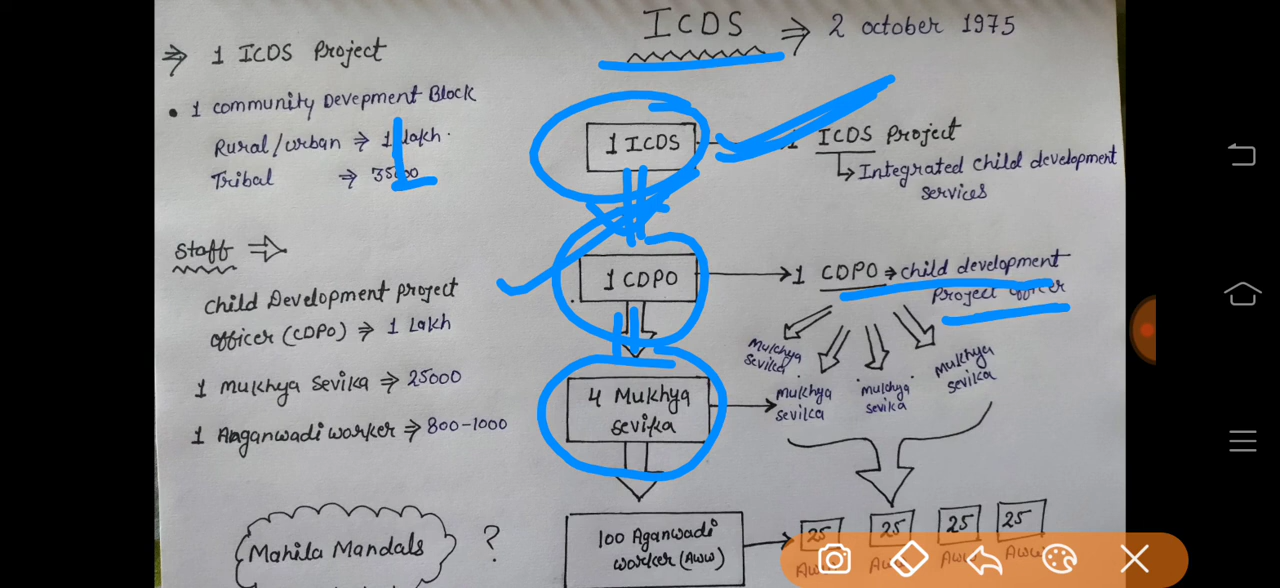 ICDS ⇒ 2 october 1975
⇒ 1 ICDS Project
• 1 community Devepment Block
Rural/urban ⇒ 1 lakh.
Tribal ⇒ 35000
1 ICDS
1 ICDS Project
↳ Integrated child development
services
Staff ⇒
child Development project
officer (CDPO) ⇒ 1 Lakh
1 Mukhya Sevika ⇒ 25000
1 Anganwadi worker ⇒ 800-1000
1 CDPO
1 CDPO → child development
Project officer
Mukhya
sevika
Mukhya
sevika
mukhya
sevika
Mukhya
sevika
4 Mukhya
sevika
100 Aganwadi
worker (AWW)
25
25
25
25
AWW
AWW
Mahila Mandals ?